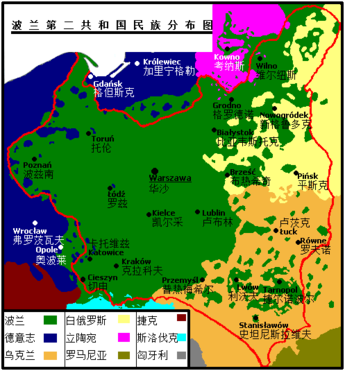 波兰第二共和国民族分布图
Kowno
考纳斯
Królewiec
加里宁格勒
Wilno
维尔纽斯
Gdańsk
格但斯克
Grodno
格罗德诺
Nowogródek
新格鲁多克
Toruń
托伦
Białystok
比亚韦斯托克
Poznań
波兹南
Warszawa
华沙
Brześć
布热希奇
Pińsk
平斯克
Łódź
罗兹
Kielce
凯尔采
Lublin
卢布林
卢茨克
Łuck
Wrocław
弗罗茨瓦夫
Równe
罗夫诺
Opole
奥波莱
卡托维兹
Katowice
Kraków
克拉科夫
Cieszyn
切申
Przemyśl
普热梅希尔
Lwów
利沃夫
Tarnopol
捷尔诺波尔
Stanisławów
史坦尼斯拉维夫
波兰 白俄罗斯 捷克
德意志 立陶宛 斯洛伐克
乌克兰 罗马尼亚 匈牙利